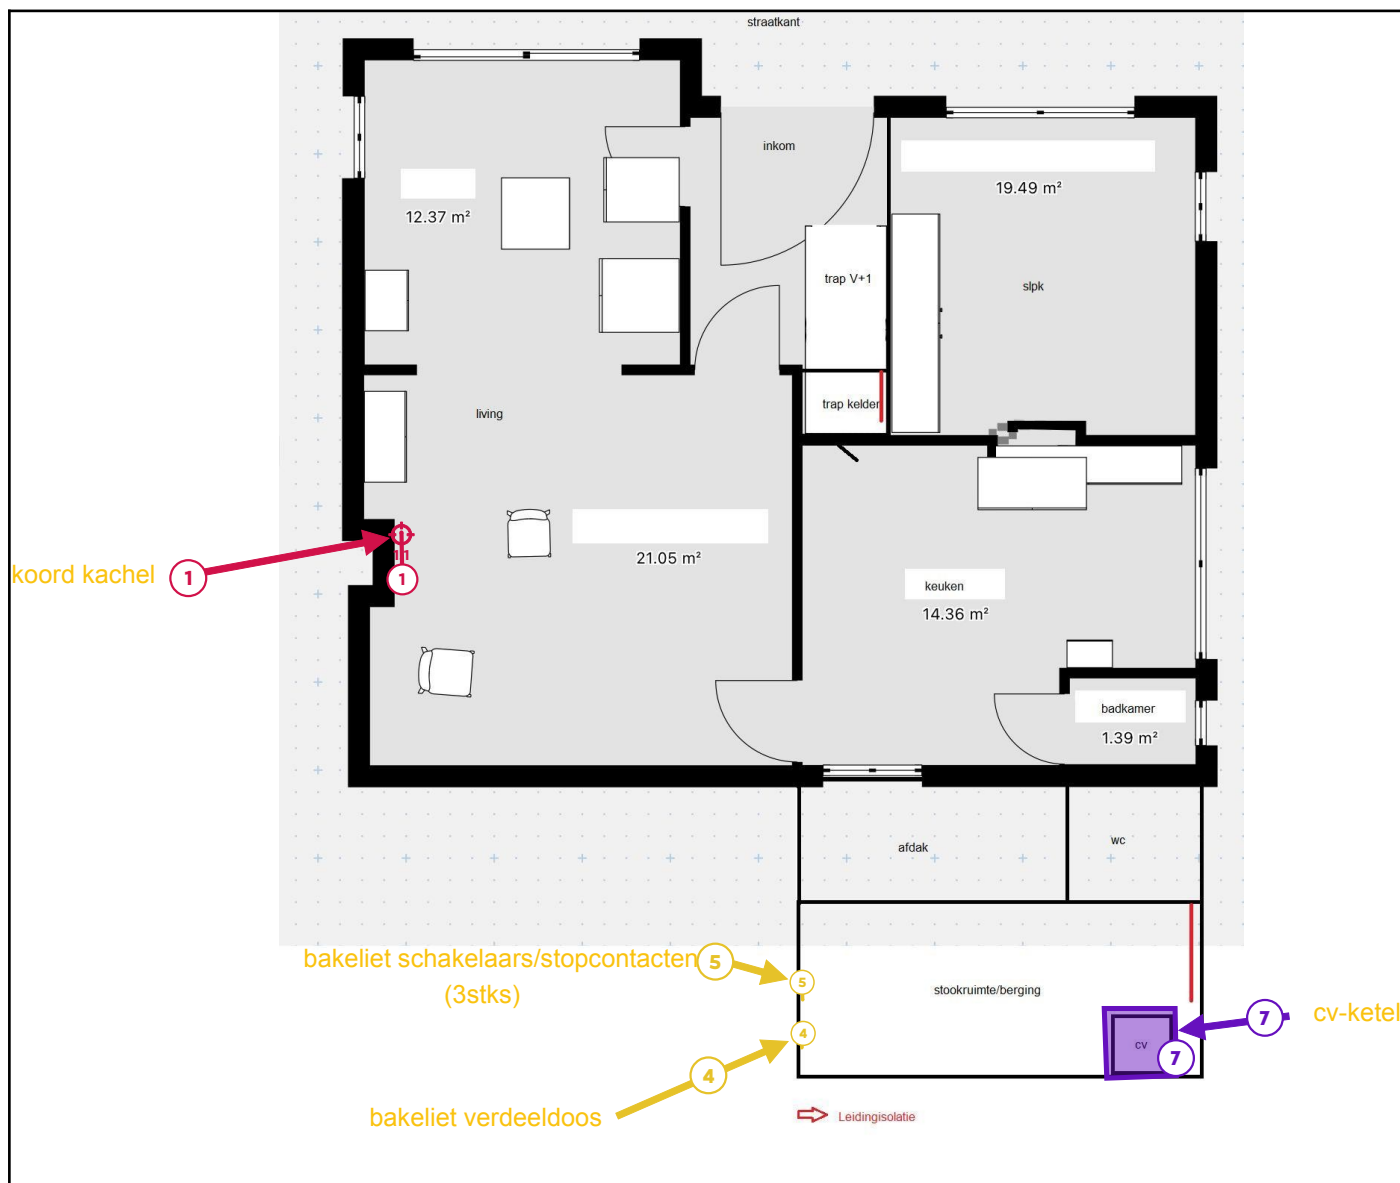 straatkant
inkom
12.37 m²
19.49 m²
trap V+1
slpk
trap kelder
living
21.05 m²
koord kachel
1
11
1
keuken
14.36 m²
badkamer
1.39 m²
afdak
wc
bakeliet schakelaars/stopcontacten
(3stks)
5
5
stookruimte/berging
4
cv
7
7
cv-ketel
4
bakeliet verdeeldoos
Leidingisolatie